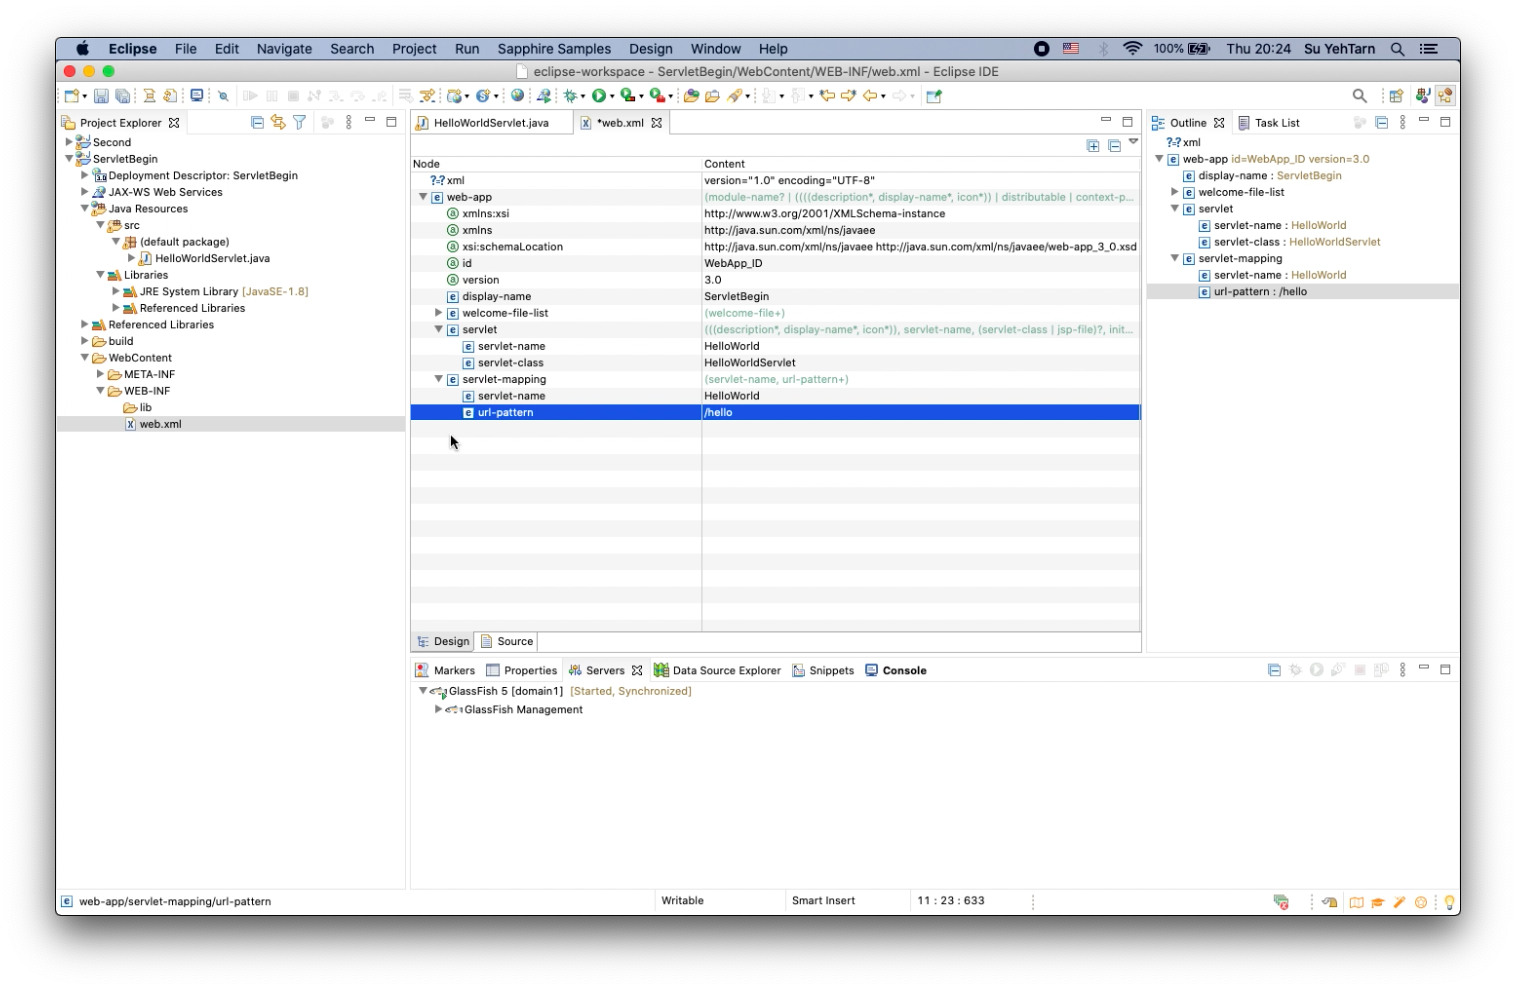 Eclipse File Edit Navigate Search Project Run Sapphire Samples Design Window Help 100% Thu 20:24 Su YehTarn
eclipse-workspace - ServletBegin/WebContent/WEB-INF/web.xml - Eclipse IDE
Project Explorer
Second
ServletBegin
Deployment Descriptor: ServletBegin
JAX-WS Web Services
Java Resources
src
(default package)
HelloWorldServlet.java
Libraries
JRE System Library [JavaSE-1.8]
Referenced Libraries
Referenced Libraries
build
WebContent
META-INF
WEB-INF
lib
web.xml
HelloWorldServlet.java *web.xml
Node Content
xml version="1.0" encoding="UTF-8"
web-app (module-name? | ((((description*, display-name*, icon*)) | distributable | context-p...
xmlns:xsi http://www.w3.org/2001/XMLSchema-instance
xmlns http://java.sun.com/xml/ns/javaee
xsi:schemaLocation http://java.sun.com/xml/ns/javaee http://java.sun.com/xml/ns/javaee/web-app_3_0.xsd
id WebApp_ID
version 3.0
display-name ServletBegin
welcome-file-list (welcome-file+)
servlet (((description*, display-name*, icon*)), servlet-name, (servlet-class | jsp-file)?, init...
servlet-name HelloWorld
servlet-class HelloWorldServlet
servlet-mapping (servlet-name, url-pattern+)
servlet-name HelloWorld
url-pattern /hello
Design Source
Outline Task List
xml
web-app id=WebApp_ID version=3.0
display-name : ServletBegin
welcome-file-list
servlet
servlet-name : HelloWorld
servlet-class : HelloWorldServlet
servlet-mapping
servlet-name : HelloWorld
url-pattern : /hello
Markers Properties Servers Data Source Explorer Snippets Console
GlassFish 5 [domain1] [Started, Synchronized]
GlassFish Management
web-app/servlet-mapping/url-pattern Writable Smart Insert 11 : 23 : 633